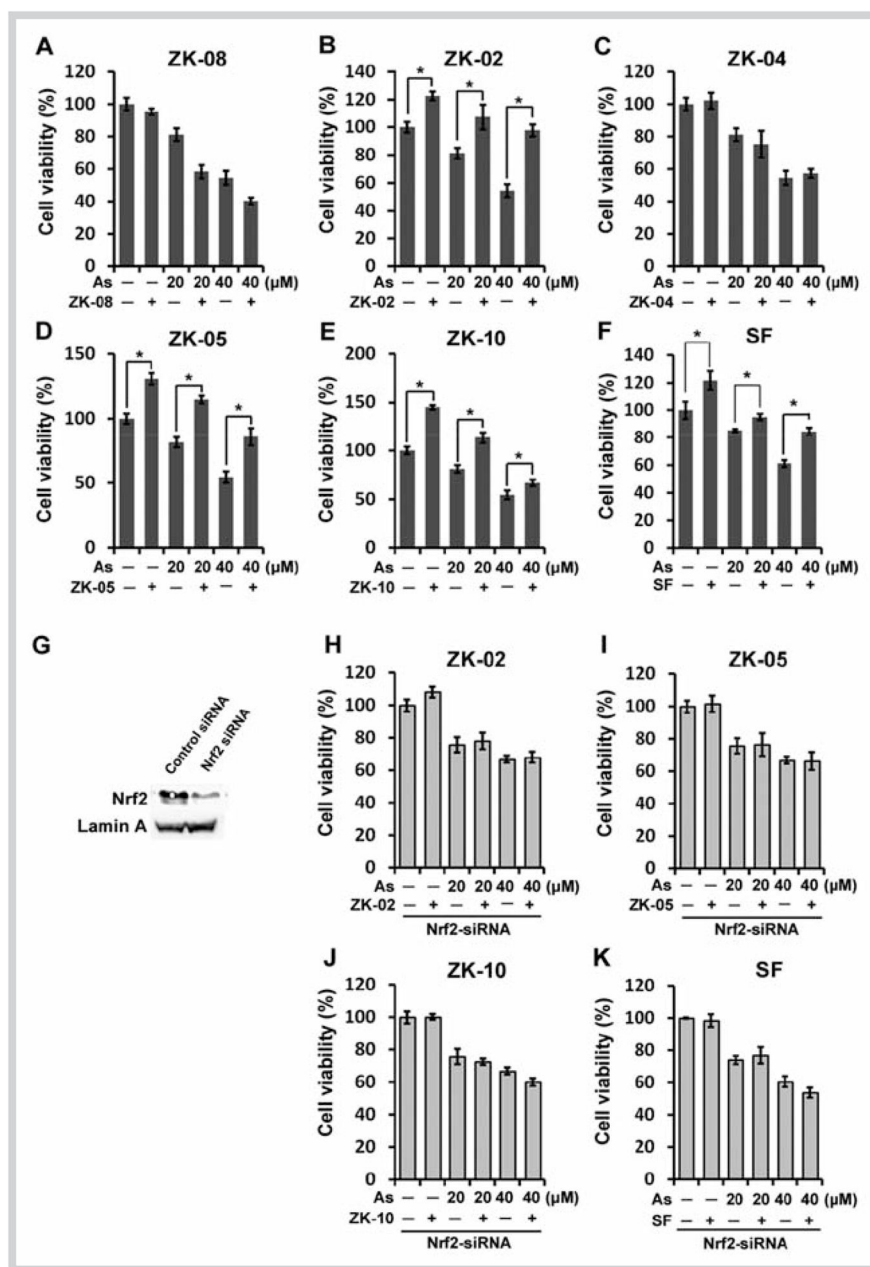 A
ZK-08
Cell viability (%)
120
100
80
60
40
20
0
As 20 20 40 40 (µM)
— + — + — +
ZK-08
B
ZK-02
Cell viability (%)
140
120
100
80
60
40
20
0
As 20 20 40 40 (µM)
— + — + — +
ZK-02
* * *
C
ZK-04
Cell viability (%)
120
100
80
60
40
20
0
As 20 20 40 40 (µM)
— + — + — +
ZK-04
D
ZK-05
Cell viability (%)
150
100
50
0
* * *
As — — 20 20 40 40 (µM)
ZK-05 — + — + — +
E
ZK-10
Cell viability (%)
200
150
100
50
0
* * *
As — — 20 20 40 40 (µM)
ZK-10 — + — + — +
F
SF
Cell viability (%)
140
120
100
80
60
40
20
0
* * *
As — — 20 20 40 40 (µM)
SF — + — + — +
G
Control siRNA
Nrf2 siRNA
Nrf2
Lamin A
H
ZK-02
Cell viability (%)
120
100
80
60
40
20
0
As — — 20 20 40 40 (µM)
ZK-02 — + — + — +
Nrf2-siRNA
I
ZK-05
Cell viability (%)
120
100
80
60
40
20
0
As — — 20 20 40 40 (µM)
ZK-05 — + — + — +
Nrf2-siRNA
J
ZK-10
Cell viability (%)
120
100
80
60
40
20
0
As — — 20 20 40 40 (µM)
ZK-10 — + — + — +
Nrf2-siRNA
K
SF
Cell viability (%)
120
100
80
60
40
20
0
As — — 20 20 40 40 (µM)
SF — + — + — +
Nrf2-siRNA